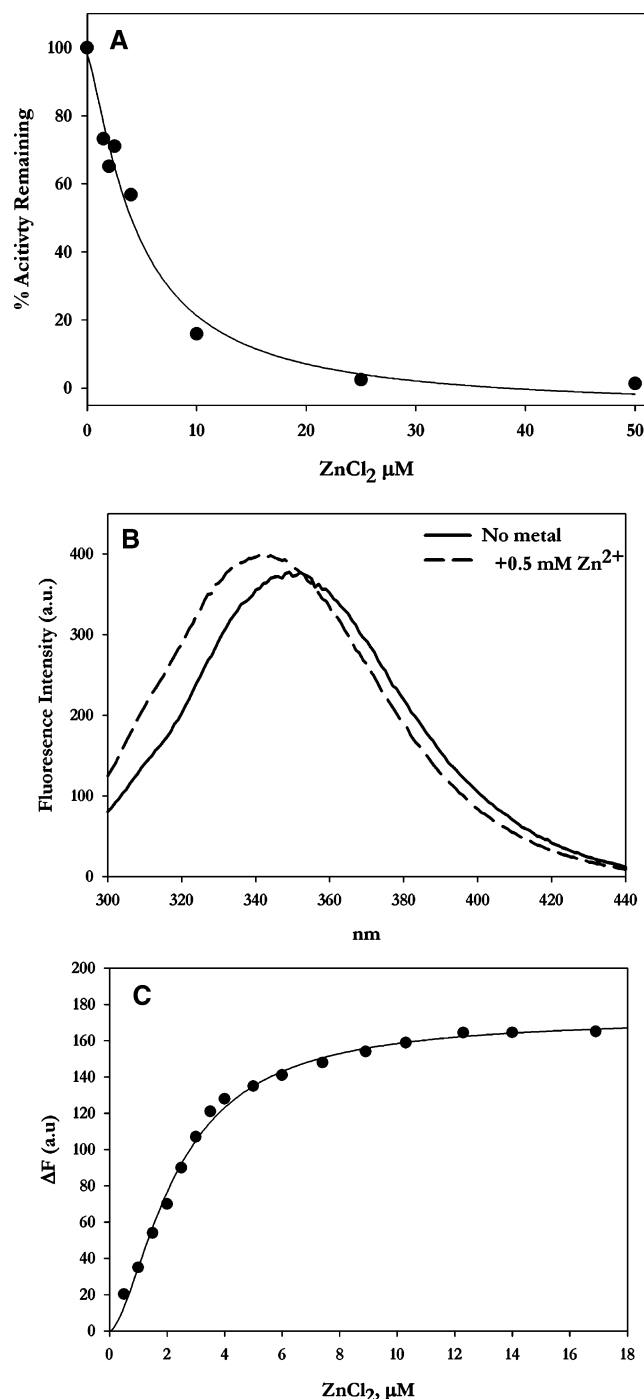 A
% Acitivty Remaining
100
80
60
40
20
0
0 10 20 30 40 50
ZnCl2 μM
B
No metal
+0.5 mM Zn2+
Fluoresence Intensity (a.u.)
400
300
200
100
0
300 320 340 360 380 400 420 440
nm
C
ΔF (a.u)
200
180
160
140
120
100
80
60
40
20
0
0 2 4 6 8 10 12 14 16 18
ZnCl2, μM